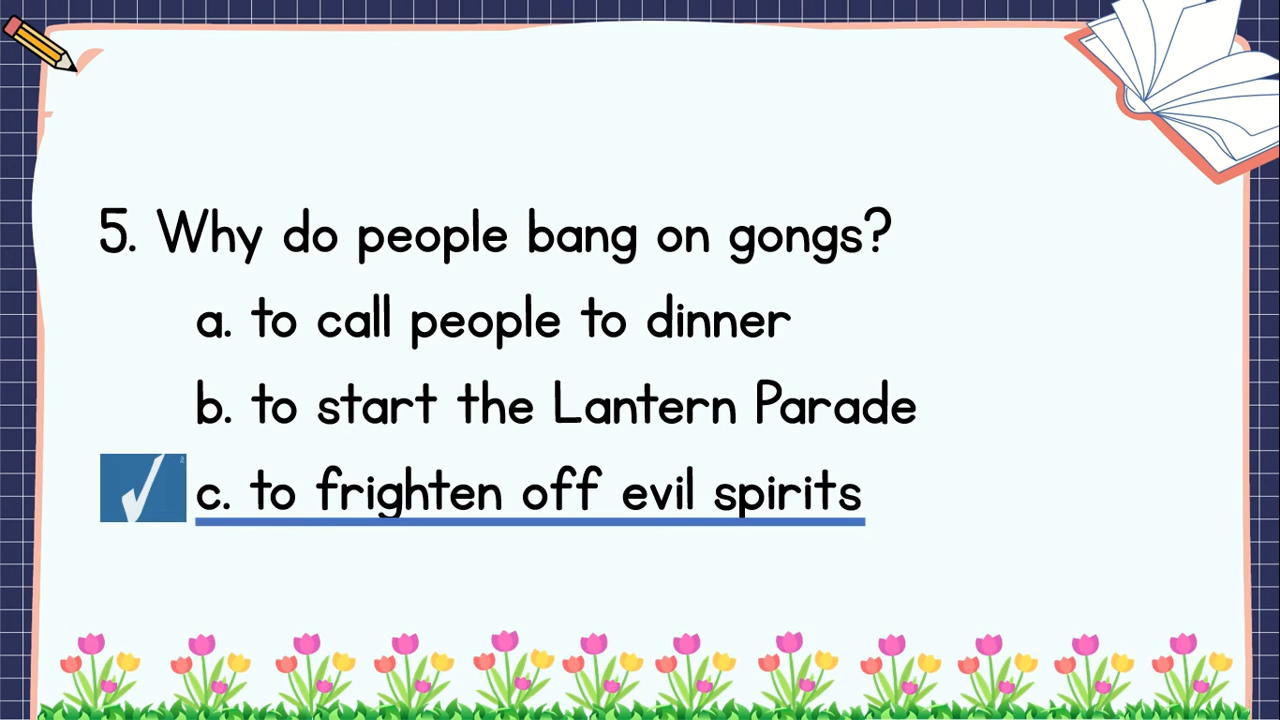 5. Why do people bang on gongs?
a. to call people to dinner
b. to start the Lantern Parade
c. to frighten off evil spirits